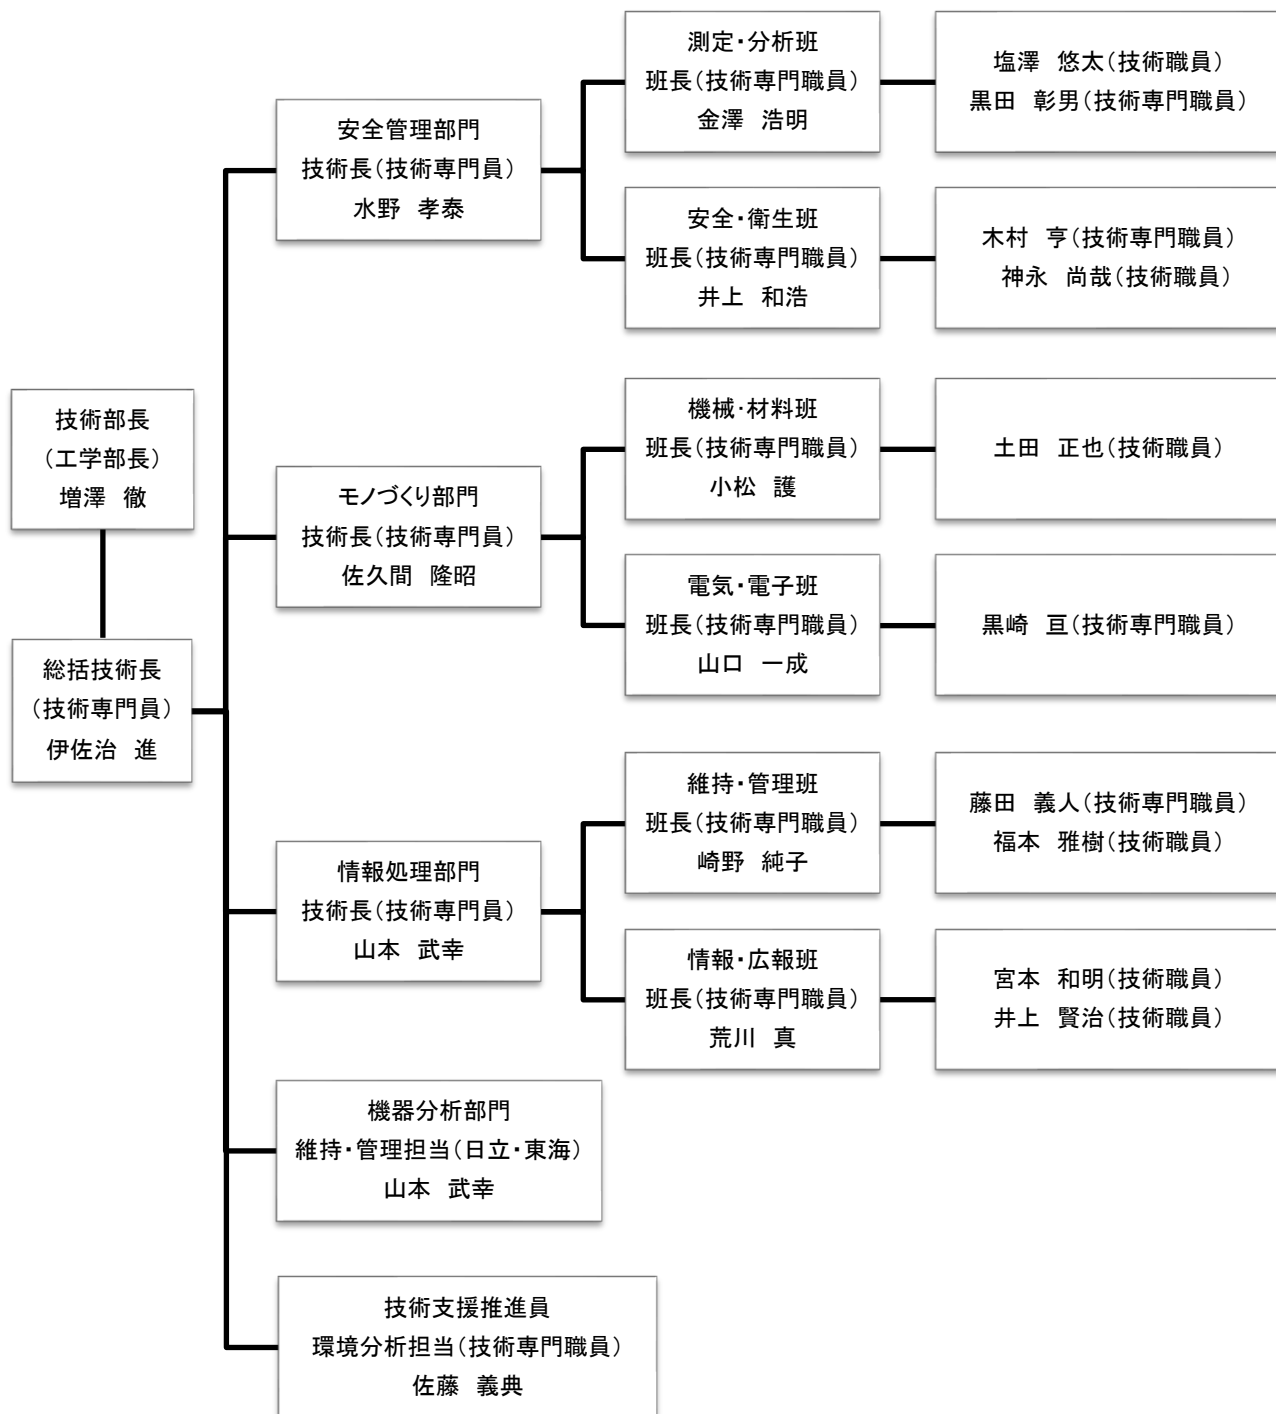 技術部長
(工学部長)
増澤　徹
総括技術長
(技術専門員)
伊佐治　進
安全管理部門
技術長(技術専門員)
水野　孝泰
測定・分析班
班長(技術専門職員)
金澤　浩明
塩澤　悠太(技術職員)
黒田　彰男(技術専門職員)
安全・衛生班
班長(技術専門職員)
井上　和浩
木村　亨(技術専門職員)
神永　尚哉(技術職員)
モノづくり部門
技術長(技術専門員)
佐久間　隆昭
機械・材料班
班長(技術専門職員)
小松　護
土田　正也(技術職員)
電気・電子班
班長(技術専門職員)
山口　一成
黒崎　亘(技術専門職員)
情報処理部門
技術長(技術専門員)
山本　武幸
維持・管理班
班長(技術専門職員)
崎野　純子
藤田　義人(技術専門職員)
福本　雅樹(技術職員)
情報・広報班
班長(技術専門職員)
荒川　真
宮本　和明(技術職員)
井上　賢治(技術職員)
機器分析部門
維持・管理担当(日立・東海)
山本　武幸
技術支援推進員
環境分析担当(技術専門職員)
佐藤　義典